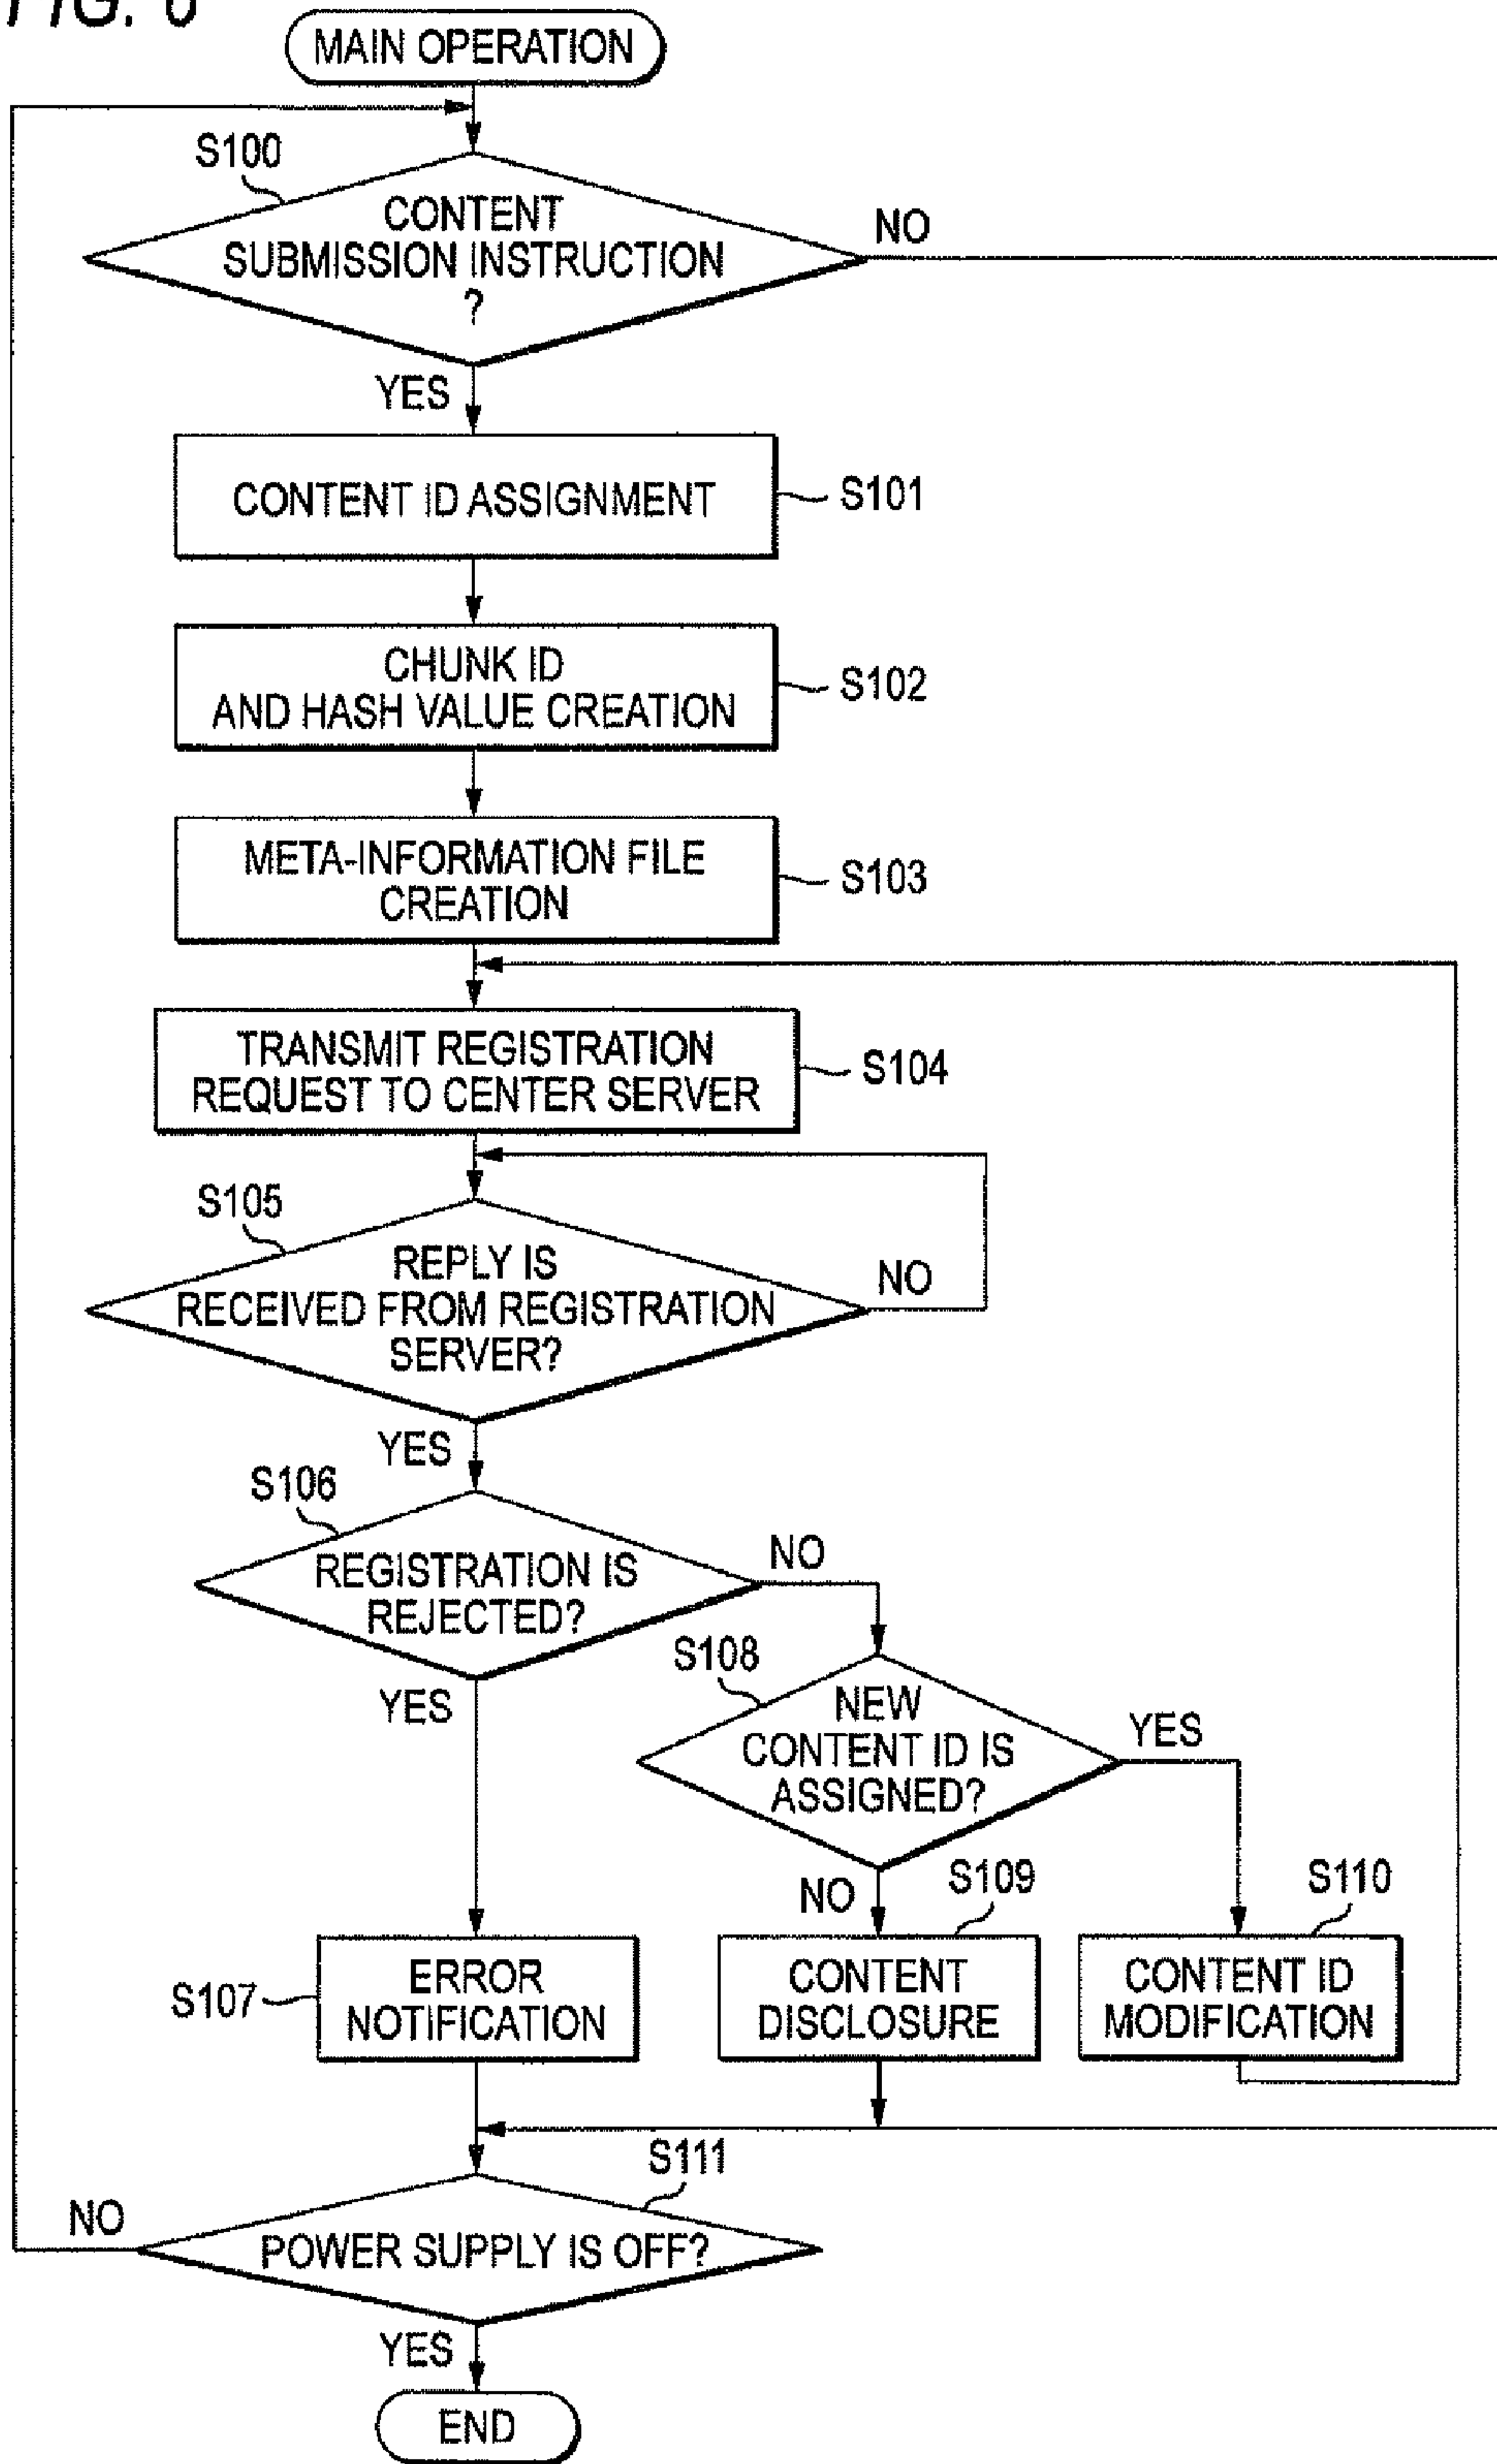 FIG. 6
MAIN OPERATION
S100
CONTENT
SUBMISSION INSTRUCTION
?
NO
YES
CONTENT ID ASSIGNMENT
S101
CHUNK ID
AND HASH VALUE CREATION
S102
META-INFORMATION FILE
CREATION
S103
TRANSMIT REGISTRATION
REQUEST TO CENTER SERVER
S104
S105
REPLY IS
RECEIVED FROM REGISTRATION
SERVER?
NO
YES
S106
REGISTRATION IS
REJECTED?
NO
YES
S108
NEW
CONTENT ID IS
ASSIGNED?
YES
NO
S109
S110
S107
ERROR
NOTIFICATION
CONTENT
DISCLOSURE
CONTENT ID
MODIFICATION
S111
NO
POWER SUPPLY IS OFF?
YES
END